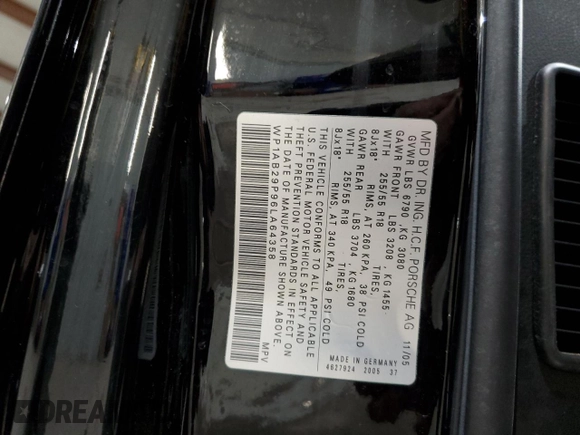 MFD BY DR. ING. H.C.F. PORSCHE AG 11/05
GVWR LBS 6790 , KG 3080
GAWR FRONT LBS 3208 , KG 1455
WITH 255/55 R18 TIRES,
8Jx18" RIMS, AT 260 KPA, 38 PSI COLD
GAWR REAR LBS 3704 , KG 1680
WITH 255/55 R18 TIRES,
8Jx18" RIMS, AT 340 KPA, 49 PSI COLD
THIS VEHICLE CONFORMS TO ALL APPLICABLE
U.S. FEDERAL MOTOR VEHICLE SAFETY AND
THEFT PREVENTION STANDARDS IN EFFECT ON
THE DATE OF MANUFACTURE SHOWN ABOVE.
WP1AB29P96LA64358 MPV
MADE IN GERMANY
4627924 2005 37